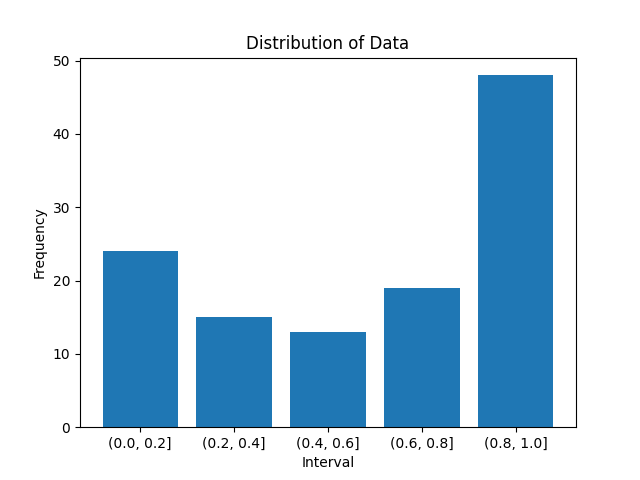 Distribution of Data
50
40
30
20
10
0
Frequency
(0.0, 0.2] (0.2, 0.4] (0.4, 0.6] (0.6, 0.8] (0.8, 1.0]
Interval